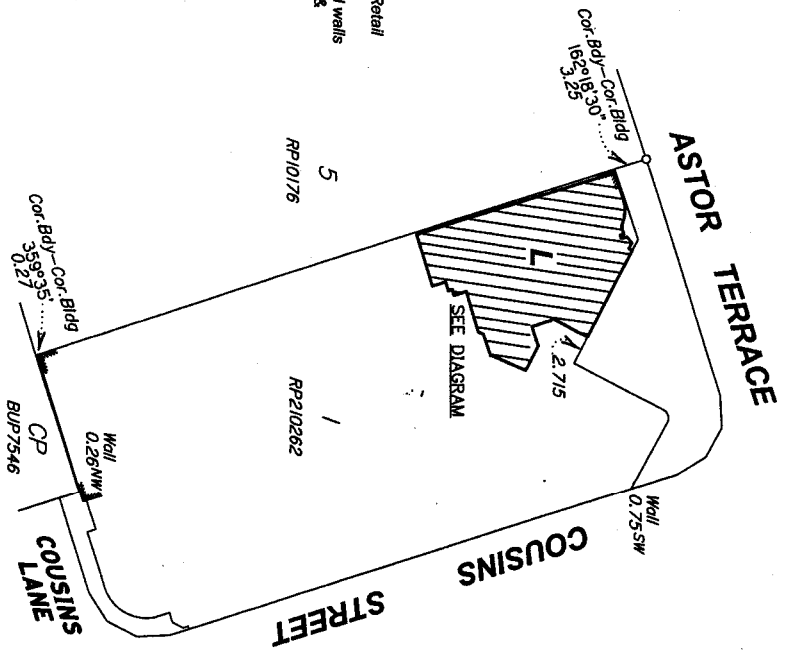 Retail
l walls
&
Cor.Bdy-Cor.Bldg
162°18'30"
3.25
ASTOR TERRACE
5
RP10176
L
SEE DIAGRAM
2.715
1
RP210262
Wall
0.75SW
COUSINS STREET
Cor.Bdy-Cor.Bldg
359°35'
0.27
Wall
0.26NW
CP
BUP7546
COUSINS
LANE